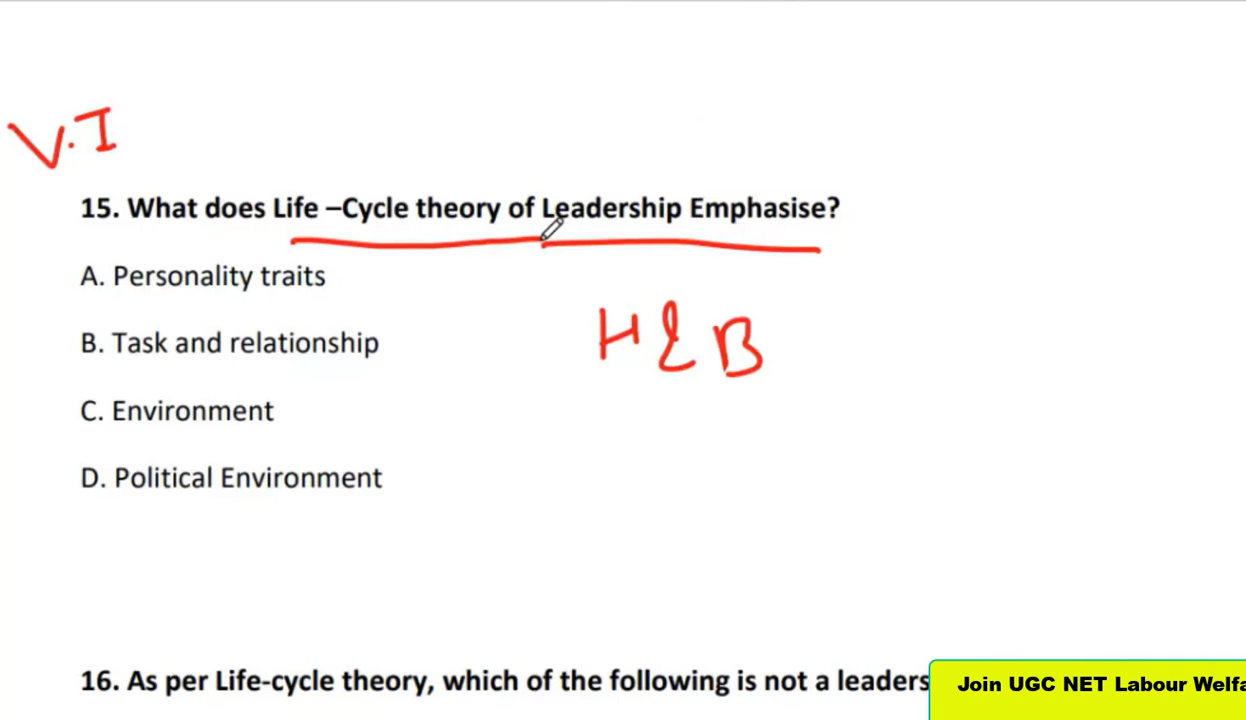 V.I
15. What does Life –Cycle theory of Leadership Emphasise?
A. Personality traits
B. Task and relationship
H & B
C. Environment
D. Political Environment
16. As per Life-cycle theory, which of the following is not a leaders
Join UGC NET Labour Welfa